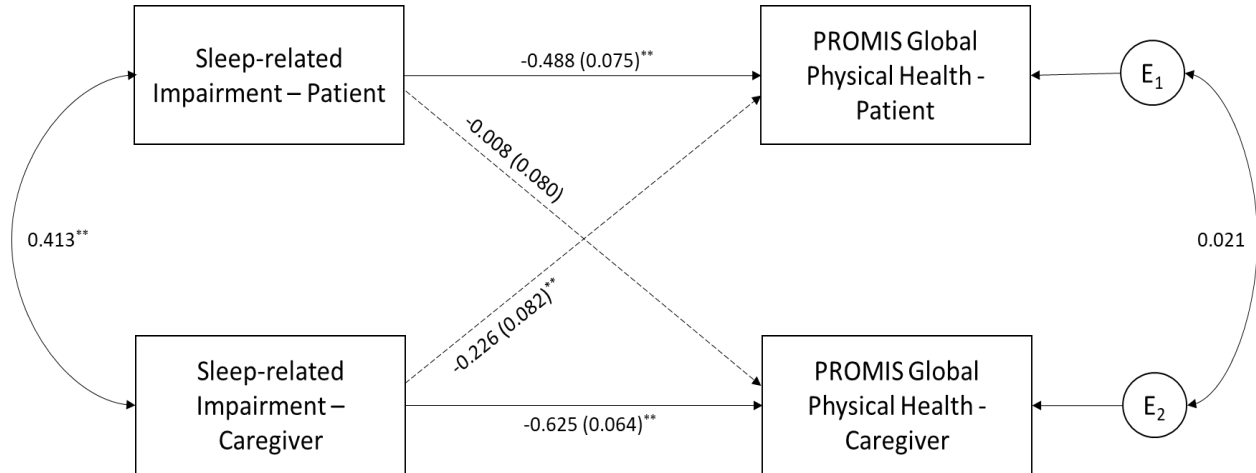 Sleep-related
Impairment – Patient
-0.488 (0.075)**
PROMIS Global
Physical Health -
Patient
E1
-0.008 (0.080)
0.413**
0.021
-0.226 (0.082)**
Sleep-related
Impairment –
Caregiver
-0.625 (0.064)**
PROMIS Global
Physical Health -
Caregiver
E2